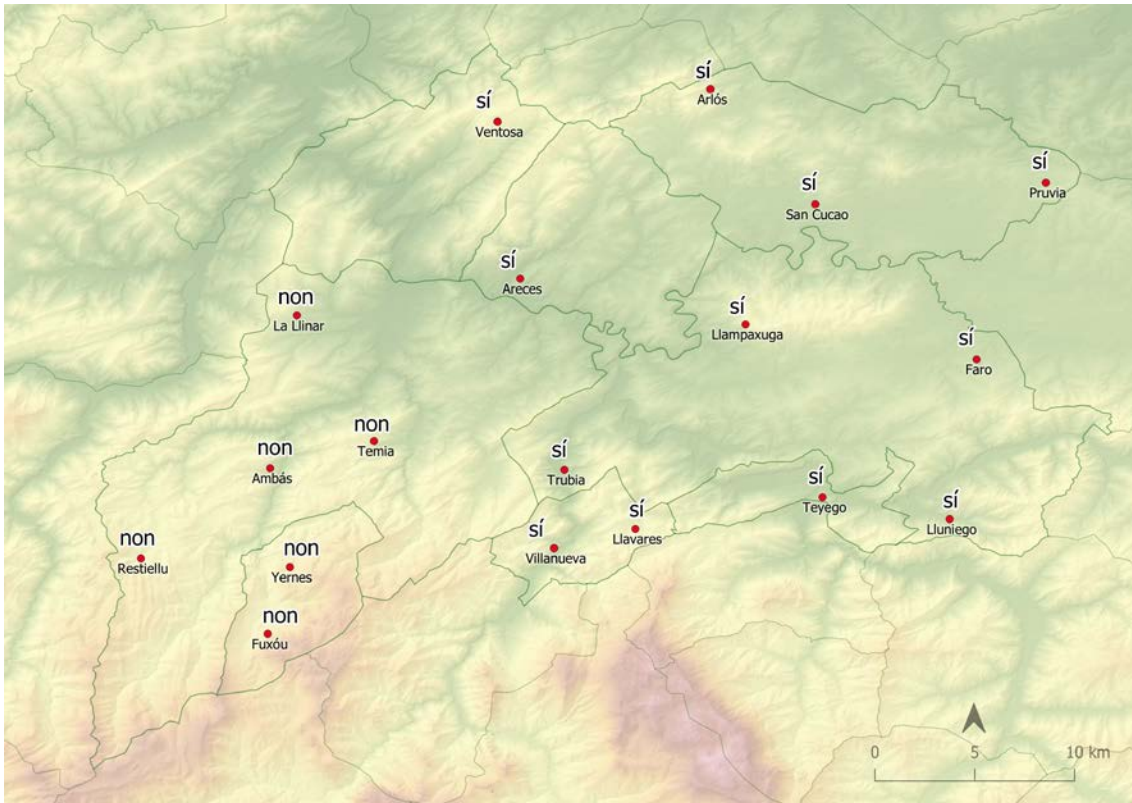 sí
Arlós
sí
Ventosa
sí
Pruvia
sí
San Cucao
sí
Areces
non
La Llinar
sí
Llampaxuga
sí
Faro
non
Temia
non
Ambás
sí
Trubia
sí
Teyego
sí
Lluniego
sí
Llavares
sí
Villanueva
non
Yernes
Restiellu
non
non
Fuxóu
0 5 10 km